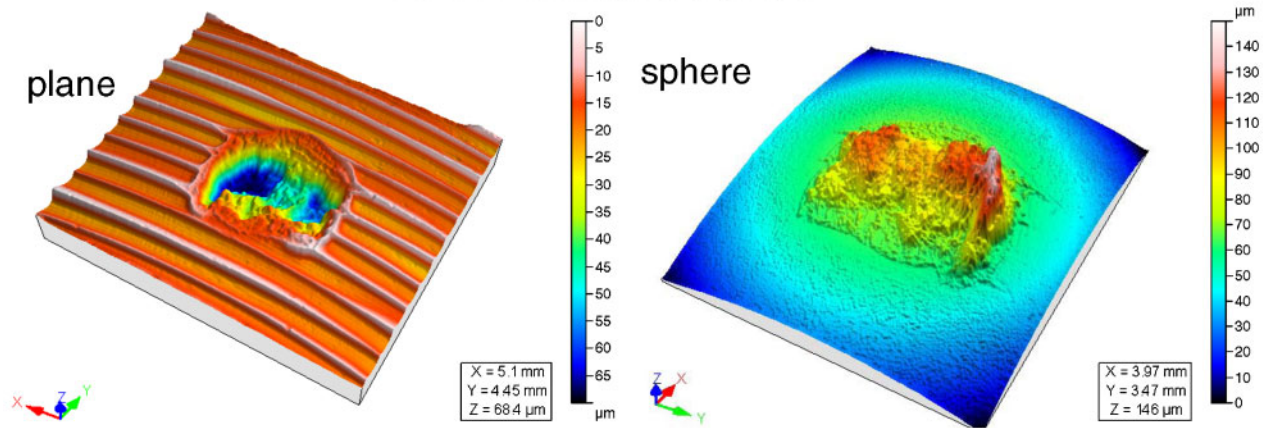 plane
0
5
10
15
20
25
30
35
40
45
50
55
60
65
µm
X = 5.1 mm
Y = 4.45 mm
Z = 68.4 µm
X
Z
Y
sphere
µm
140
130
120
110
100
90
80
70
60
50
40
30
20
10
0
X = 3.97 mm
Y = 3.47 mm
Z = 146 µm
Z
X
Y